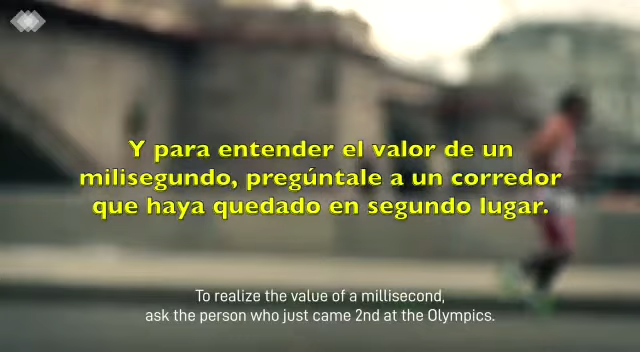 Y para entender el valor de un
milisegundo, pregúntale a un corredor
que haya quedado en segundo lugar.
To realize the value of a millisecond,
ask the person who just came 2nd at the Olympics.